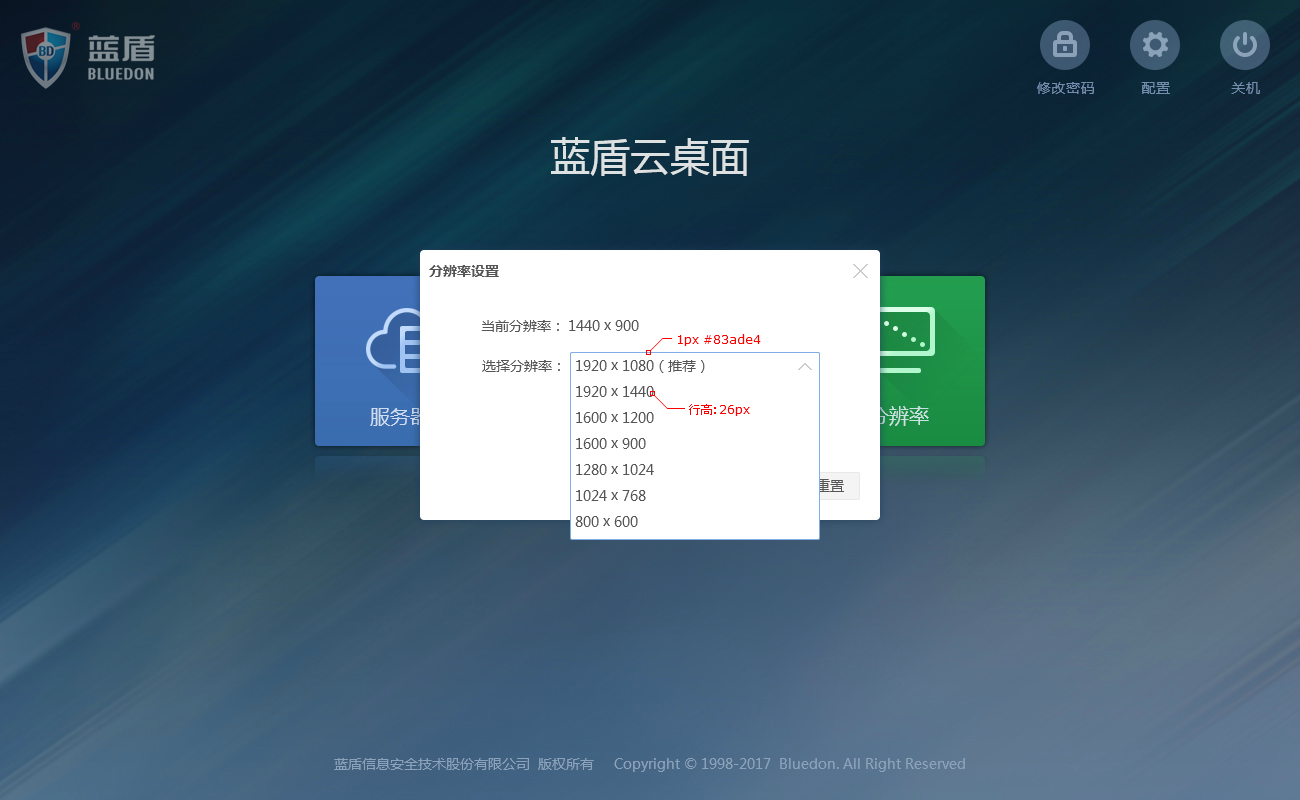 BD
®
蓝盾
BLUEDON
修改密码
配置
关机
蓝盾云桌面
分辨率设置
当前分辨率： 1440 x 900
1px #83ade4
选择分辨率： 1920 x 1080 ( 推荐 )
1920 x 1440
行高: 26px
1600 x 1200
服务器
分辨率
1600 x 900
1280 x 1024
重置
1024 x 768
800 x 600
蓝盾信息安全技术股份有限公司 版权所有 Copyright © 1998-2017 Bluedon. All Right Reserved